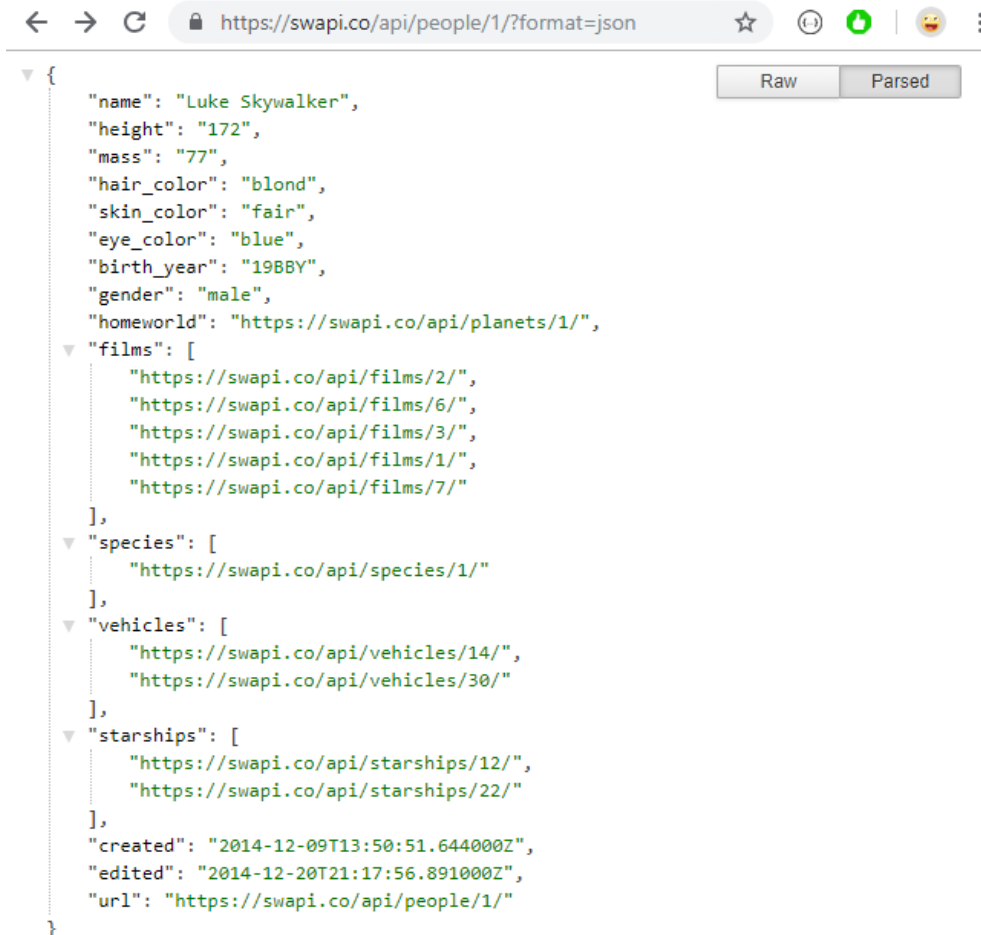 https://swapi.co/api/people/1/?format=json
Raw Parsed
{
"name": "Luke Skywalker",
"height": "172",
"mass": "77",
"hair_color": "blond",
"skin_color": "fair",
"eye_color": "blue",
"birth_year": "19BBY",
"gender": "male",
"homeworld": "https://swapi.co/api/planets/1/",
"films": [
"https://swapi.co/api/films/2/",
"https://swapi.co/api/films/6/",
"https://swapi.co/api/films/3/",
"https://swapi.co/api/films/1/",
"https://swapi.co/api/films/7/"
],
"species": [
"https://swapi.co/api/species/1/"
],
"vehicles": [
"https://swapi.co/api/vehicles/14/",
"https://swapi.co/api/vehicles/30/"
],
"starships": [
"https://swapi.co/api/starships/12/",
"https://swapi.co/api/starships/22/"
],
"created": "2014-12-09T13:50:51.644000Z",
"edited": "2014-12-20T21:17:56.891000Z",
"url": "https://swapi.co/api/people/1/"
}